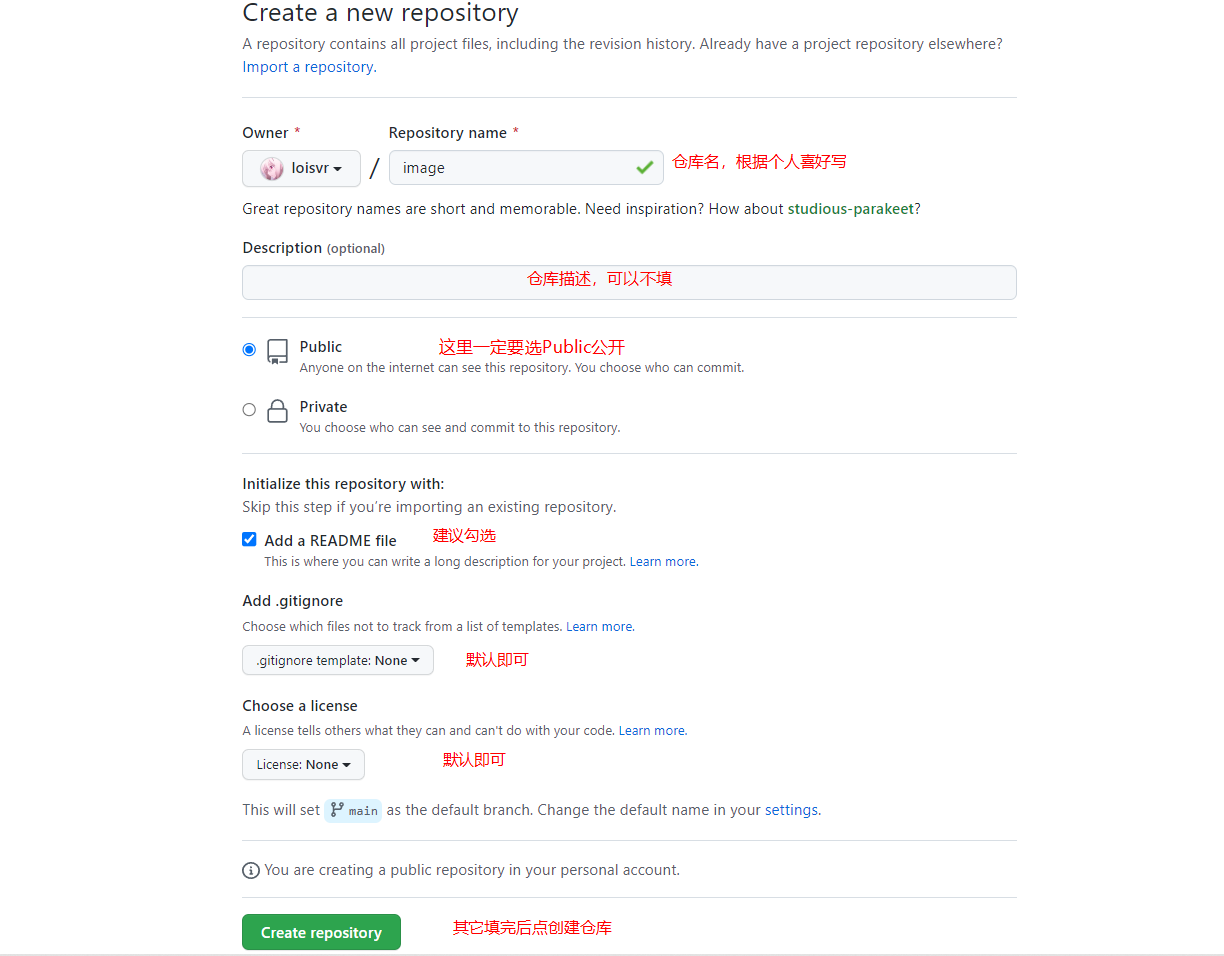 Create a new repository
A repository contains all project files, including the revision history. Already have a project repository elsewhere?
Import a repository.
Owner * Repository name *
loisvr / image 仓库名，根据个人喜好写
Great repository names are short and memorable. Need inspiration? How about studious-parakeet?
Description (optional)
仓库描述，可以不填
Public 这里一定要选Public公开
Anyone on the internet can see this repository. You choose who can commit.
Private
You choose who can see and commit to this repository.
Initialize this repository with:
Skip this step if you’re importing an existing repository.
Add a README file 建议勾选
This is where you can write a long description for your project. Learn more.
Add .gitignore
Choose which files not to track from a list of templates. Learn more.
.gitignore template: None 默认即可
Choose a license
A license tells others what they can and can't do with your code. Learn more.
License: None 默认即可
This will set main as the default branch. Change the default name in your settings.
You are creating a public repository in your personal account.
Create repository 其它填完后点创建仓库